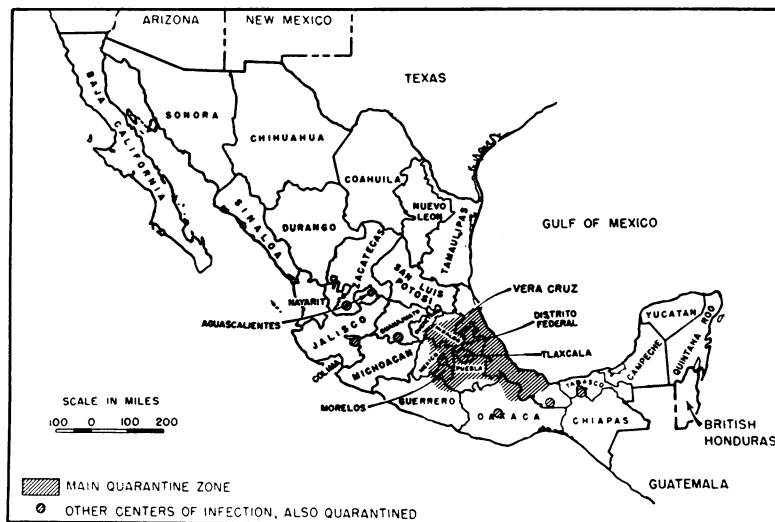 ARIZONA
NEW MEXICO
TEXAS
BAJA CALIFORNIA
SONORA
CHIHUAHUA
COAHUILA
SINALOA
DURANGO
NUEVO LEON
TAMAULIPAS
GULF OF MEXICO
ZACATECAS
SAN LUIS POTOSI
NAYARIT
VERA CRUZ
AGUASCALIENTES
DISTRITO FEDERAL
JALISCO
GUANAJUATO
TLAXCALA
YUCATAN
QUINTANA ROO
CAMPECHE
COLIMA
MICHOACAN
MEXICO
PUEBLA
TABASCO
MORELOS
GUERRERO
OAXACA
CHIAPAS
BRITISH HONDURAS
GUATEMALA
SCALE IN MILES
100 0 100 200
MAIN QUARANTINE ZONE
OTHER CENTERS OF INFECTION, ALSO QUARANTINED